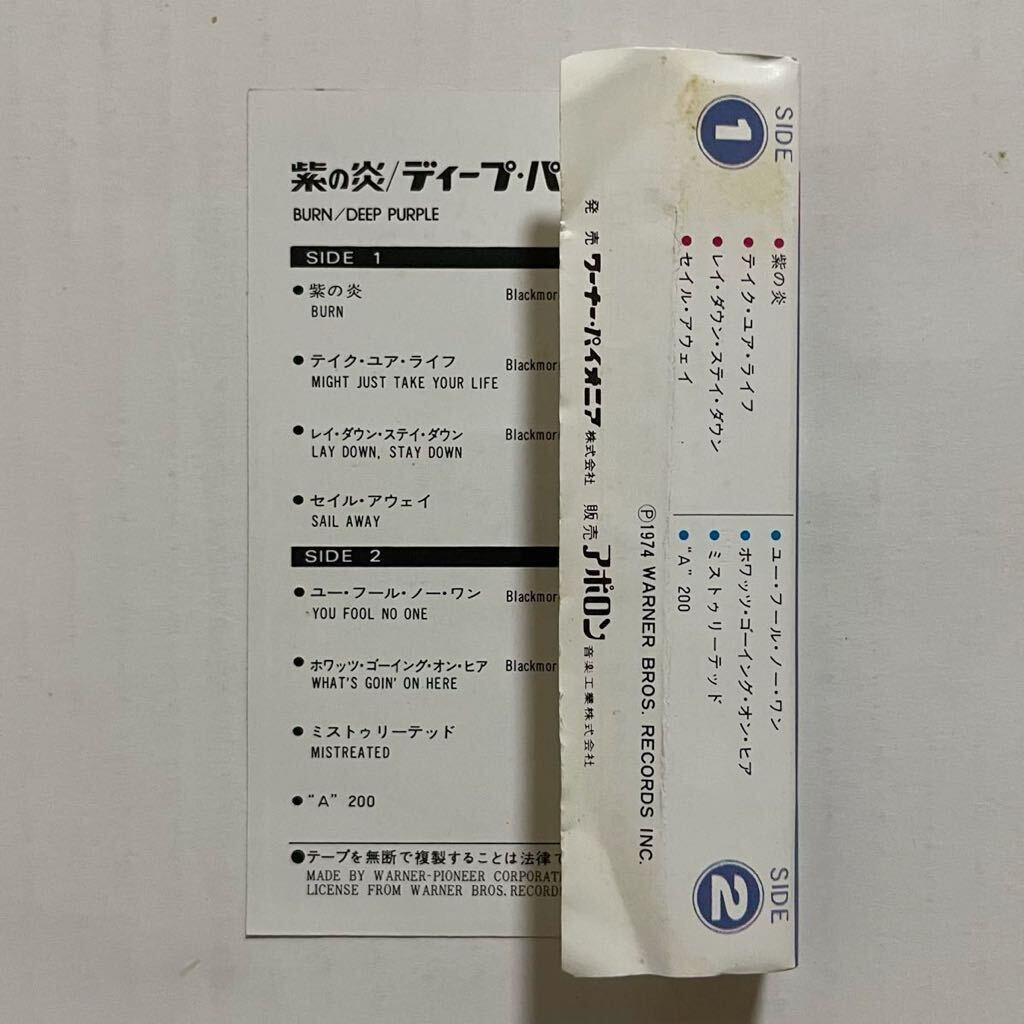 紫の炎/ディープ・パ
BURN/DEEP PURPLE
SIDE 1
●紫の炎 Blackmor
BURN
●テイク・ユア・ライフ Blackmor
MIGHT JUST TAKE YOUR LIFE
●レイ・ダウン・ステイ・ダウン Blackmor
LAY DOWN, STAY DOWN
●セイル・アウェイ
SAIL AWAY
SIDE 2
●ユー・フール・ノー・ワン Blackmor
YOU FOOL NO ONE
●ホワッツ・ゴーイング・オン・ヒア Blackmor
WHAT'S GOIN' ON HERE
●ミストゥリーテッド
MISTREATED
●“A” 200
●テープを無断で複製することは法律で
MADE BY WARNER-PIONEER CORPORAT
LICENSE FROM WARNER BROS. RECORD
SIDE 1
●紫の炎
●テイク・ユア・ライフ
●レイ・ダウン・ステイ・ダウン
●セイル・アウェイ
SIDE 2
●ユー・フール・ノー・ワン
●ホワッツ・ゴーイング・オン・ヒア
●ミストゥリーテッド
●“A” 200
Ⓟ1974 WARNER BROS. RECORDS INC.
発売 ワーナー・パイオニア株式会社 販売 アポロン音楽工業株式会社